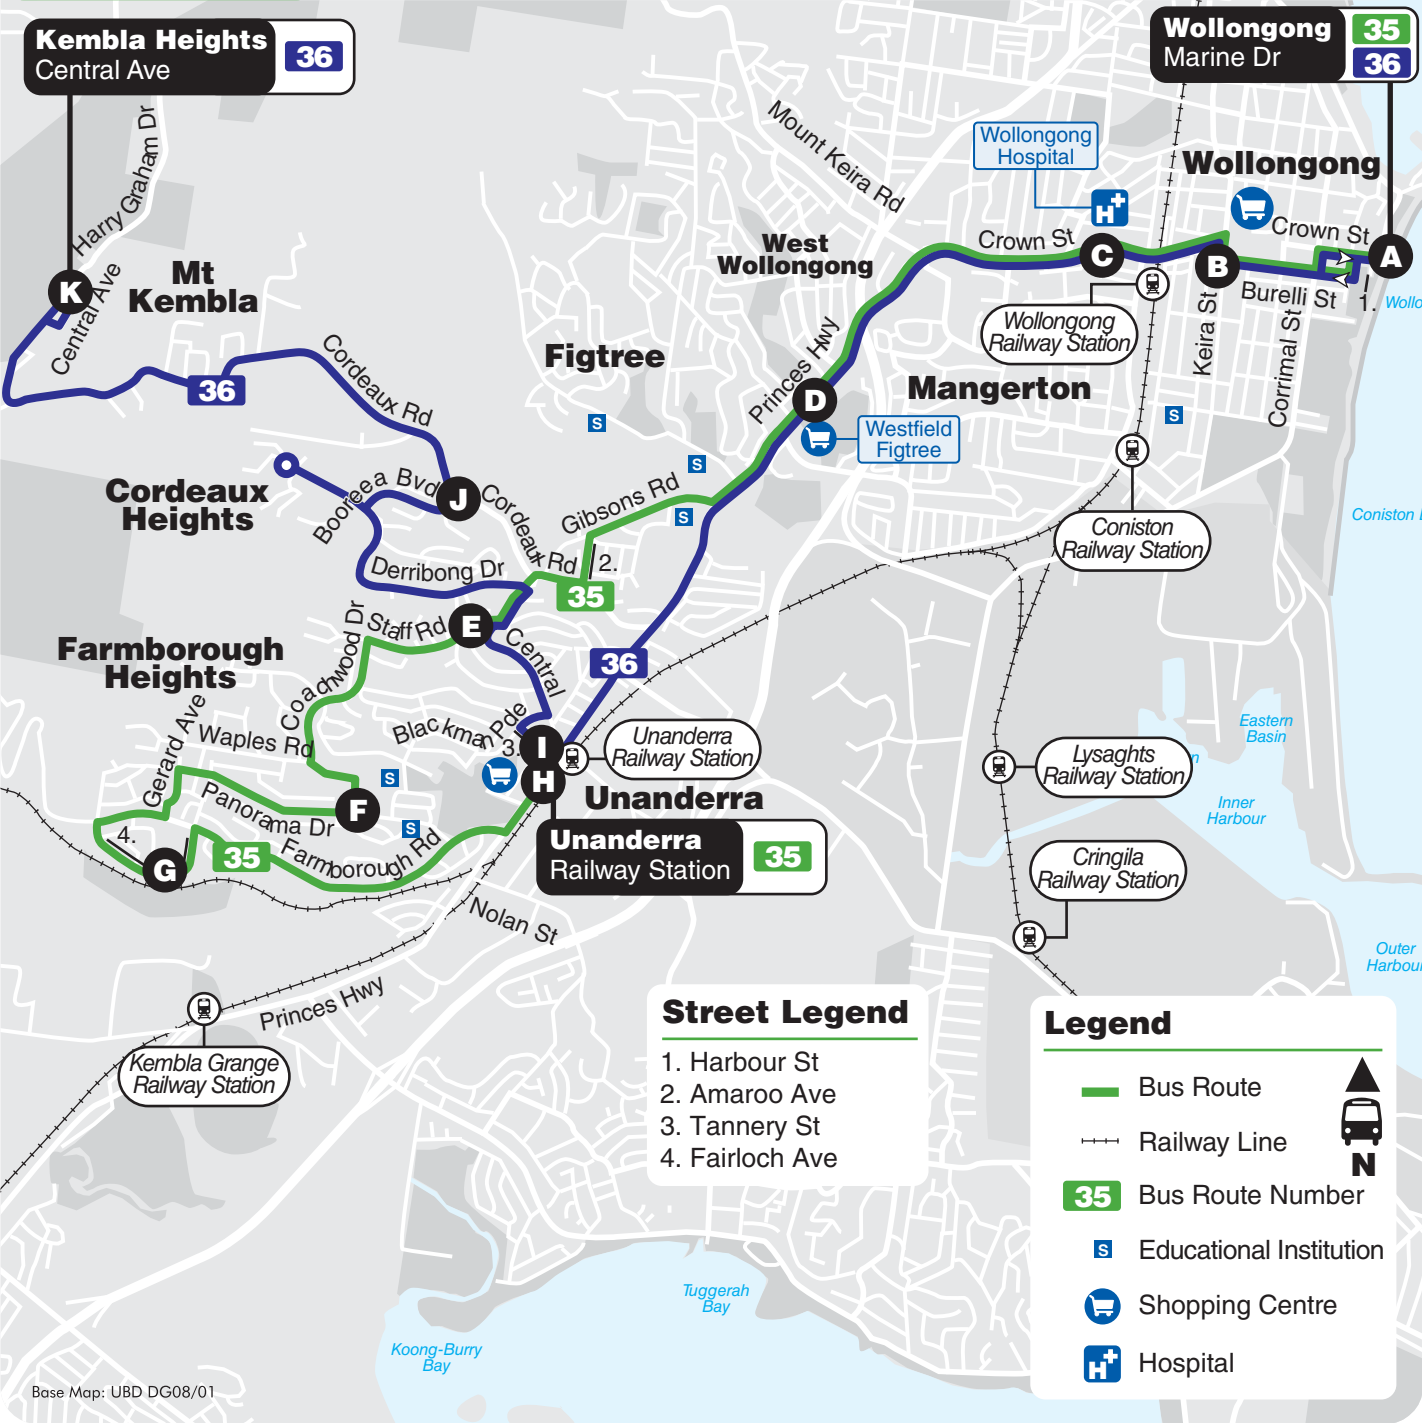 Kembla Heights
Central Ave
36
Wollongong
Marine Dr
35
36
Harry Graham Dr
Mount Keira Rd
Wollongong
Hospital
H
Wollongong
Crown St
Crown St
West
Wollongong
C
B
A
K
Mt
Kembla
Central Ave
Burelli St
1.
Wollo
Wollongong
Railway Station
Keira St
Corrimal St
Cordeaux Rd
36
Figtree
Princes Hwy
Mangerton
D
Westfield
Figtree
S
S
S
S
Cordeaux
Heights
Booreea Bvd
J
Cordeaux Rd
Gibsons Rd
2.
35
Coniston
Railway Station
Coniston
Derribong Dr
E
Staff Rd
Central
36
Farmborough
Heights
Coachwood Dr
Gerard Ave
Waples Rd
Blackman Pde
3.
I
H
Unanderra
Railway Station
Unanderra
Lysaghts
Railway Station
Eastern
Basin
Inner
Harbour
S
Panorama Dr
F
S
4.
G
35
Farmborough Rd
Unanderra
Railway Station
35
Cringila
Railway Station
Nolan St
Outer
Harbour
Princes Hwy
Kembla Grange
Railway Station
Street Legend
1. Harbour St
2. Amaroo Ave
3. Tannery St
4. Fairloch Ave
Legend
Bus Route
Railway Line
N
35
Bus Route Number
S
Educational Institution
Shopping Centre
H
Hospital
Tuggerah
Bay
Koong-Burry
Bay
Base Map: UBD DG08/01